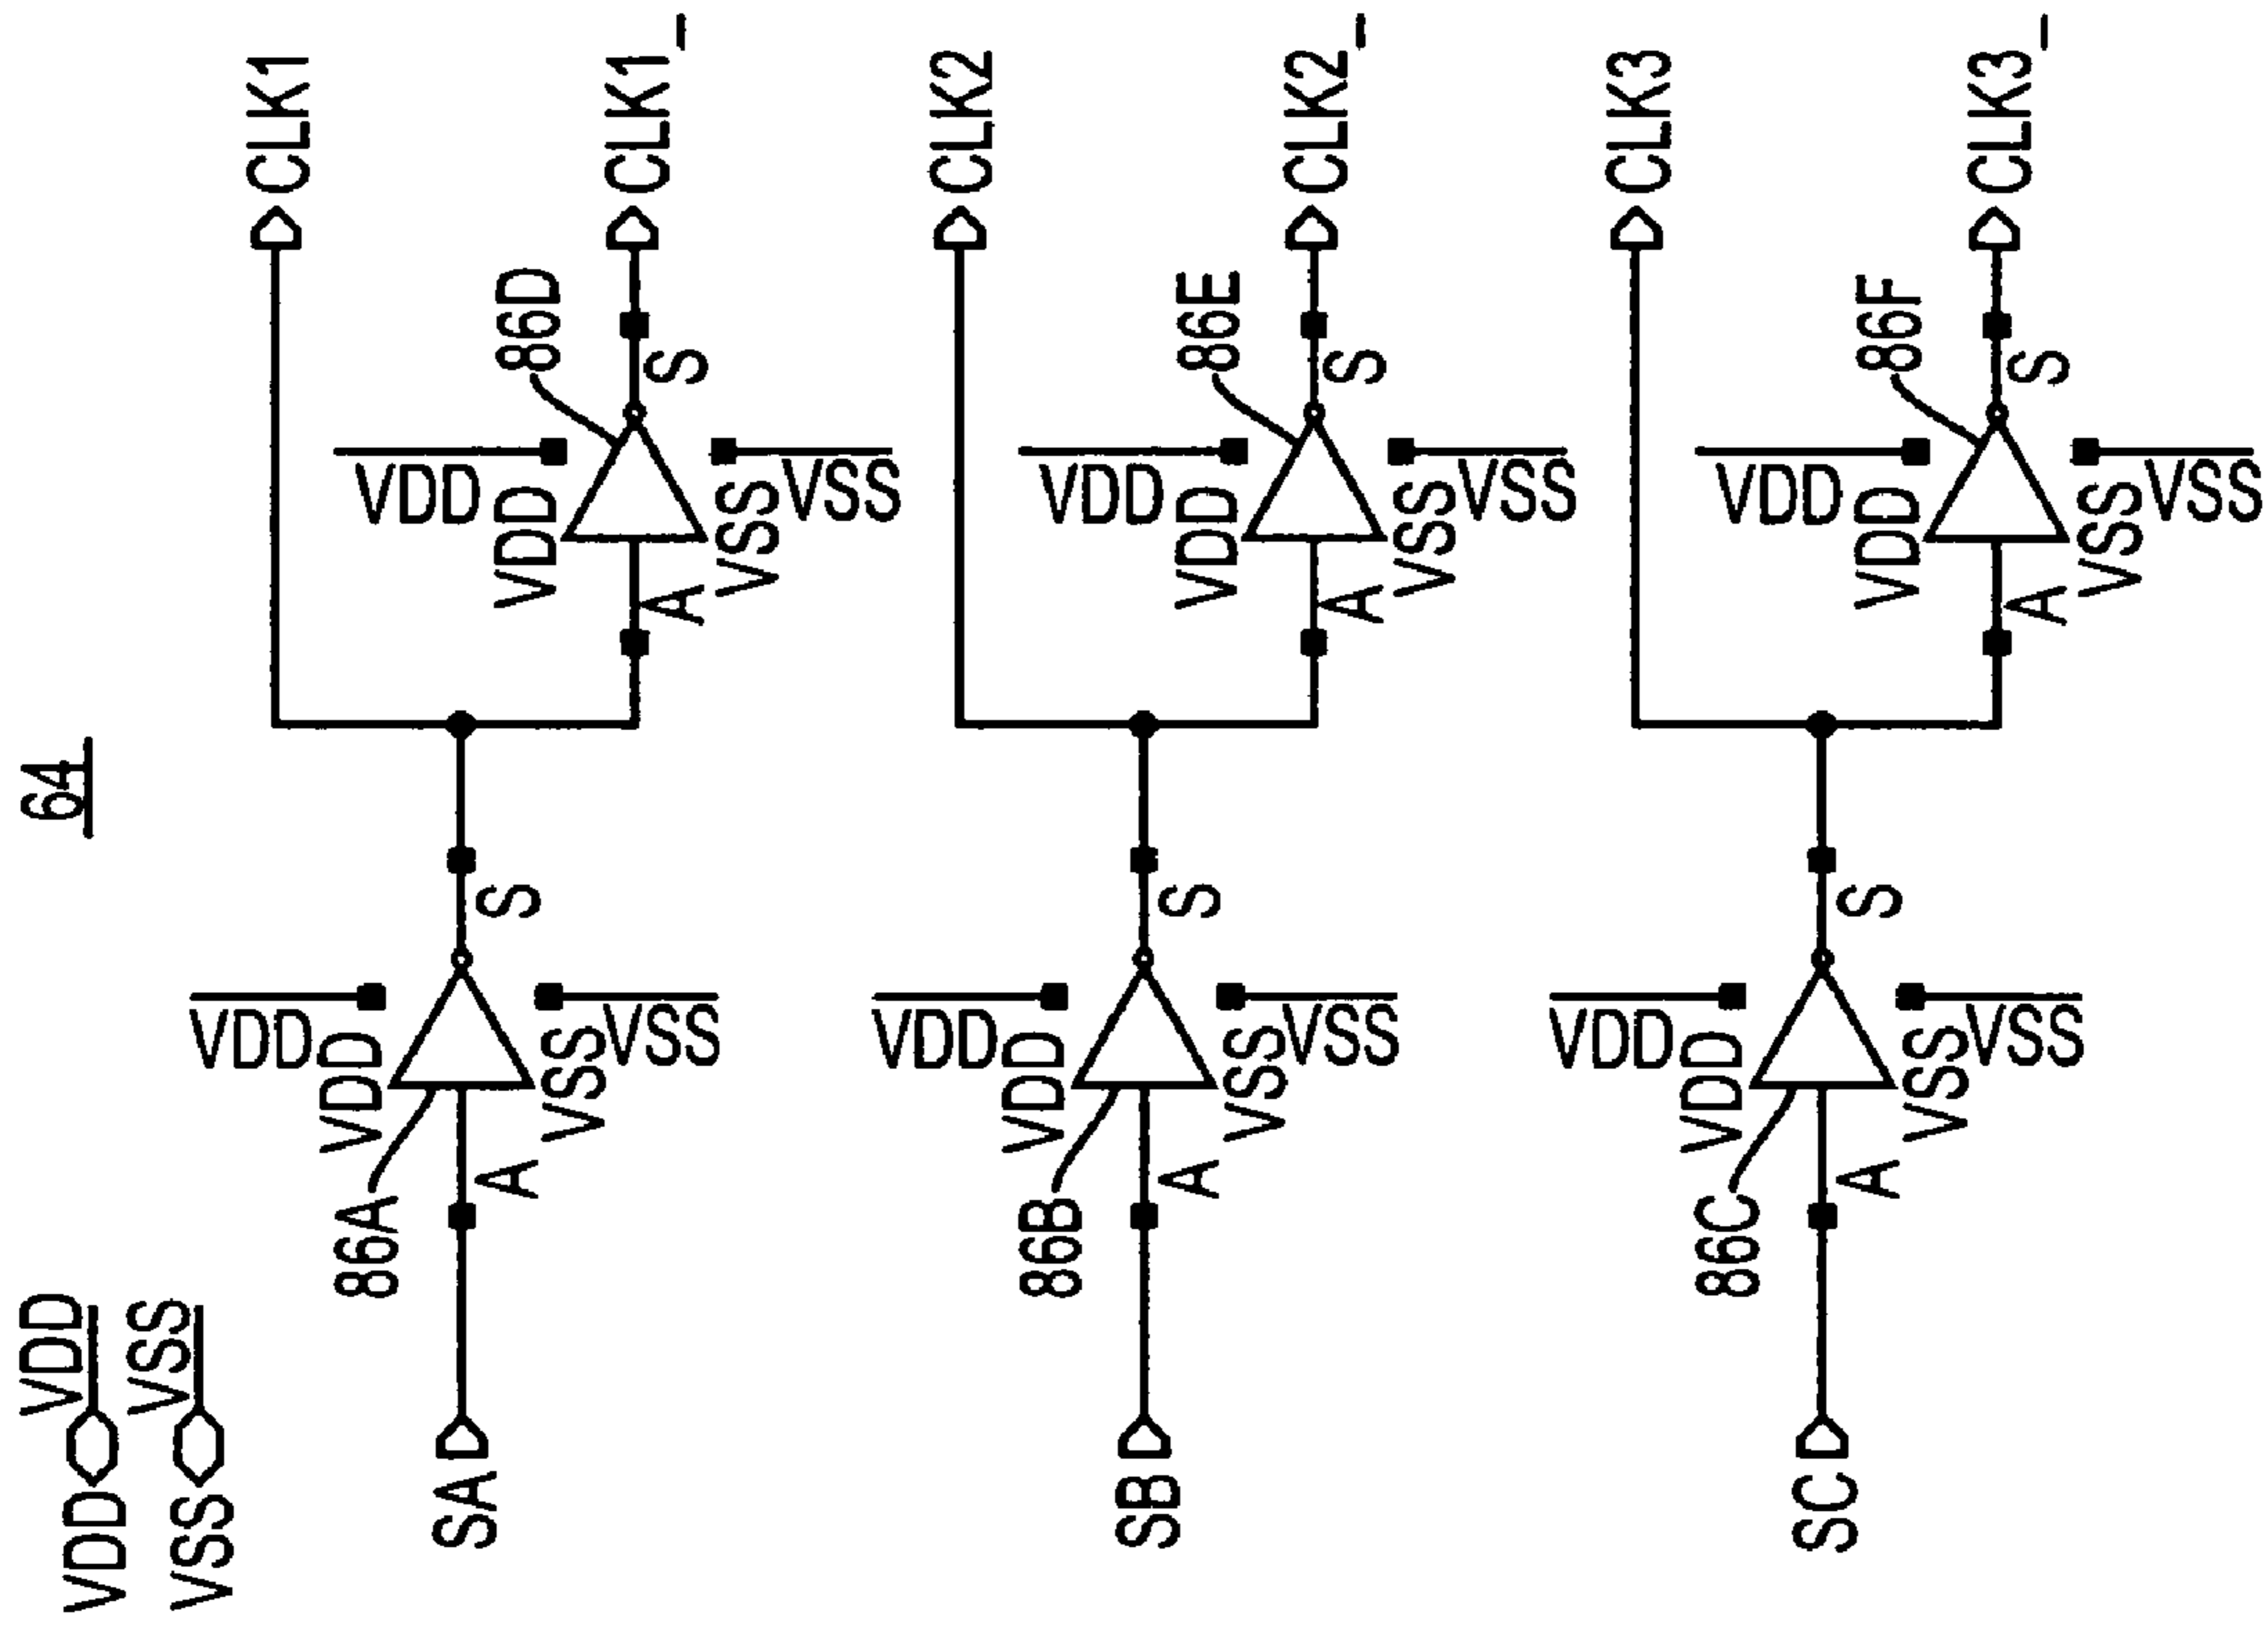 64
VDD
VDD
VSS
VSS
SA
86A
A
VDD
VDD
VSS
VSS
S
CLK1
86D
A
VDD
VDD
VSS
VSS
S
CLK1_
SB
86B
A
VDD
VDD
VSS
VSS
S
CLK2
86E
A
VDD
VDD
VSS
VSS
S
CLK2_
SC
86C
A
VDD
VDD
VSS
VSS
S
CLK3
86F
A
VDD
VDD
VSS
VSS
S
CLK3_